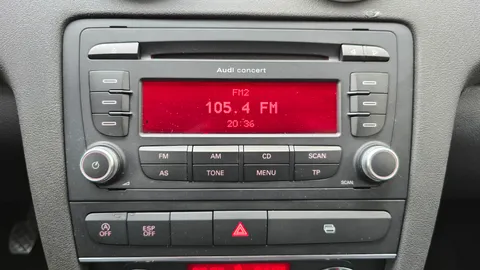 Audi concert
FM2
105.4 FM
20:36
FM AM CD SCAN
AS TONE MENU TP
SCAN
OFF ESP OFF